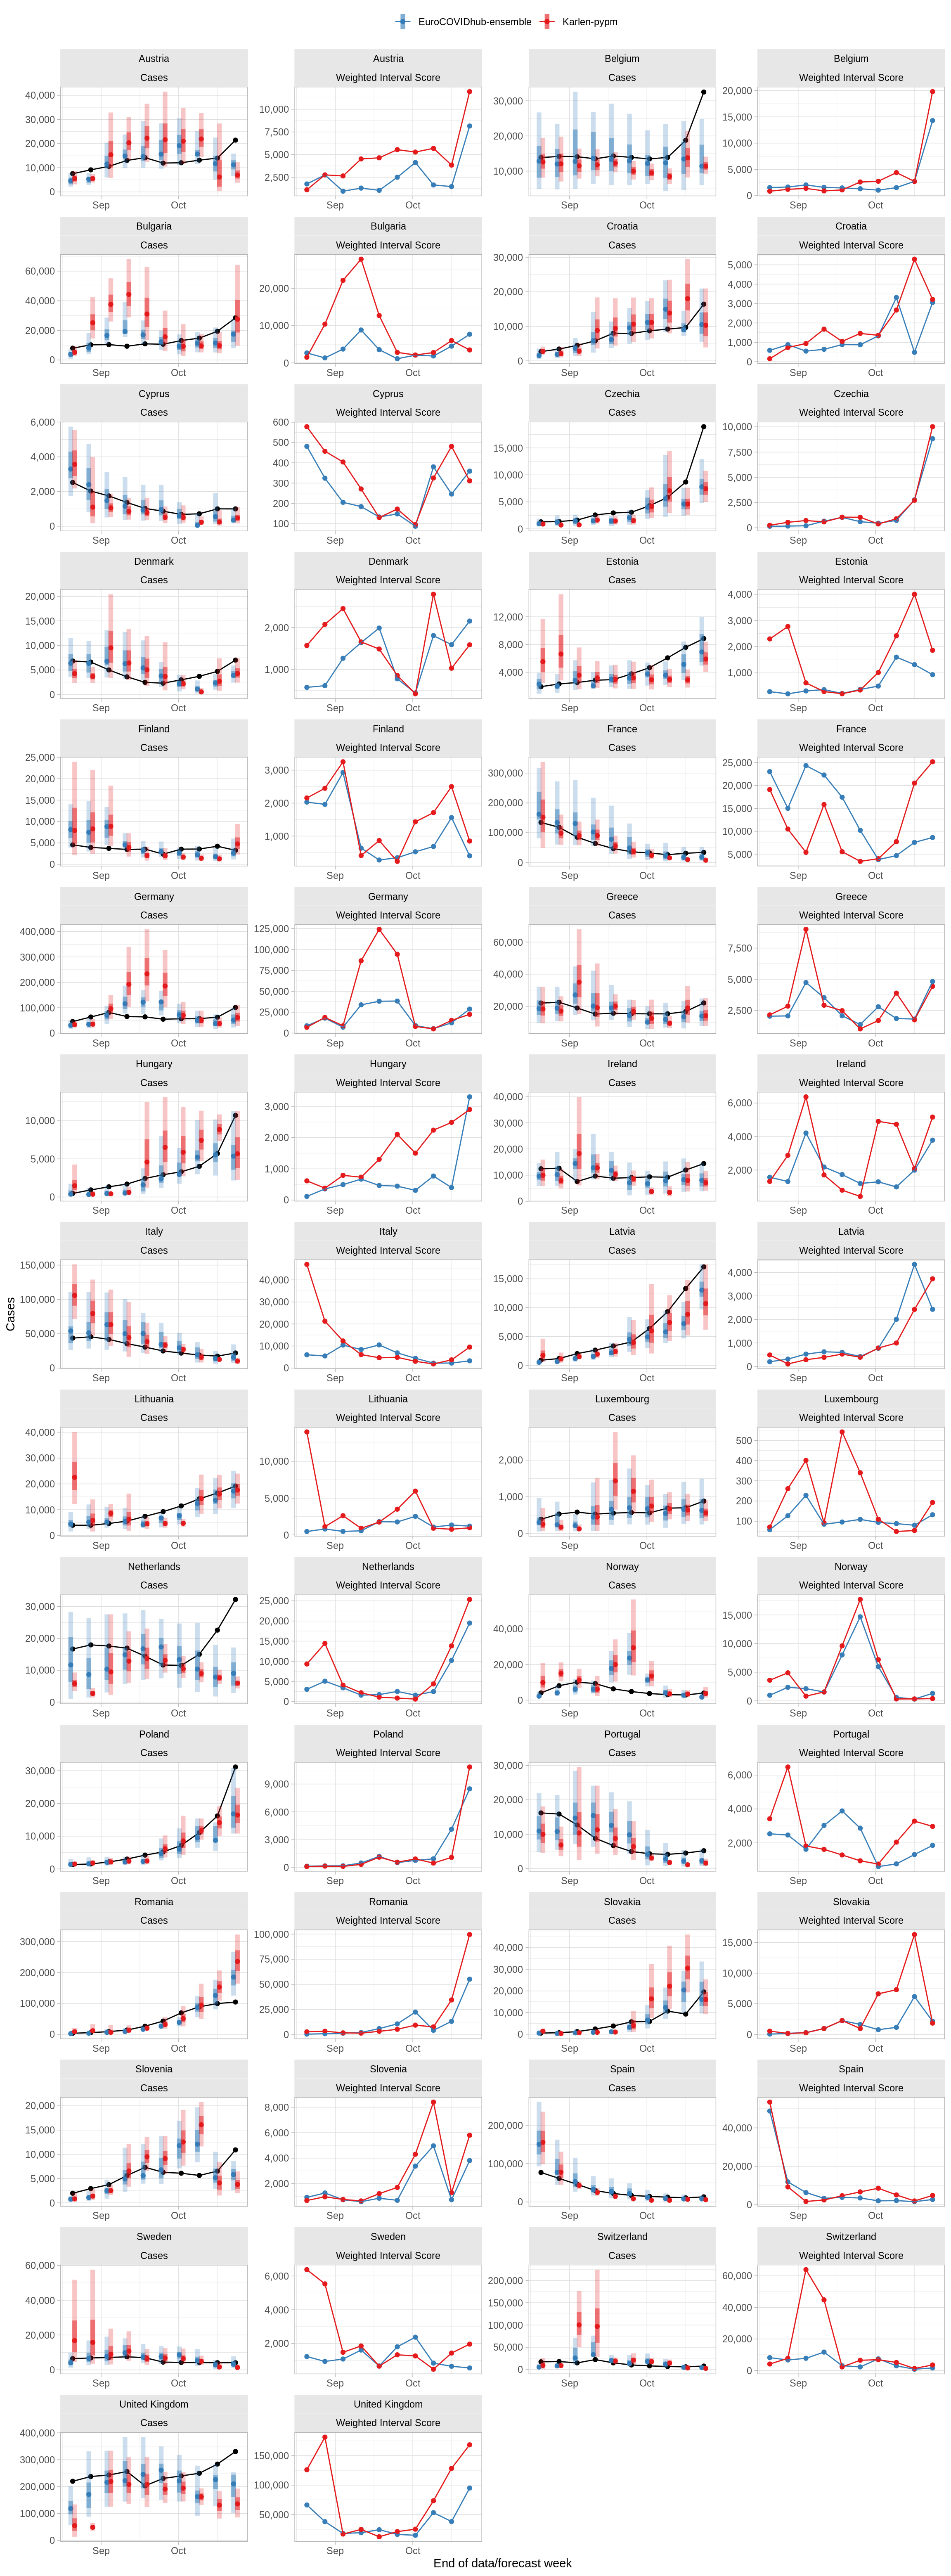 EuroCOVIDhub-ensemble Karlen-pypm
Austria Austria Belgium Belgium
Cases Weighted Interval Score Cases Weighted Interval Score
40,000 30,000 20,000 10,000 0
10,000 7,500 5,000 2,500
30,000 20,000 10,000 0
20,000 15,000 10,000 5,000 0
Sep Oct Sep Oct Sep Oct Sep Oct
Bulgaria Bulgaria Croatia Croatia
Cases Weighted Interval Score Cases Weighted Interval Score
60,000 40,000 20,000 0
20,000 10,000 0
30,000 20,000 10,000 0
5,000 4,000 3,000 2,000 1,000 0
Sep Oct Sep Oct Sep Oct Sep Oct
Cyprus Cyprus Czechia Czechia
Cases Weighted Interval Score Cases Weighted Interval Score
6,000 4,000 2,000 0
600 500 400 300 200 100
15,000 10,000 5,000 0
10,000 7,500 5,000 2,500 0
Sep Oct Sep Oct Sep Oct Sep Oct
Denmark Denmark Estonia Estonia
Cases Weighted Interval Score Cases Weighted Interval Score
20,000 15,000 10,000 5,000 0
2,000 1,000
12,000 8,000 4,000
4,000 3,000 2,000 1,000 0
Sep Oct Sep Oct Sep Oct Sep Oct
Finland Finland France France
Cases Weighted Interval Score Cases Weighted Interval Score
25,000 20,000 15,000 10,000 5,000 0
3,000 2,000 1,000
300,000 200,000 100,000 0
25,000 20,000 15,000 10,000 5,000
Sep Oct Sep Oct Sep Oct Sep Oct
Germany Germany Greece Greece
Cases Weighted Interval Score Cases Weighted Interval Score
400,000 300,000 200,000 100,000 0
125,000 100,000 75,000 50,000 25,000 0
60,000 40,000 20,000 0
7,500 5,000 2,500
Sep Oct Sep Oct Sep Oct Sep Oct
Hungary Hungary Ireland Ireland
Cases Weighted Interval Score Cases Weighted Interval Score
10,000 5,000 0
3,000 2,000 1,000 0
40,000 30,000 20,000 10,000 0
6,000 4,000 2,000
Sep Oct Sep Oct Sep Oct Sep Oct
Italy Italy Latvia Latvia
Cases Weighted Interval Score Cases Weighted Interval Score
150,000 100,000 50,000 0
40,000 30,000 20,000 10,000 0
15,000 10,000 5,000 0
4,000 3,000 2,000 1,000 0
Sep Oct Sep Oct Sep Oct Sep Oct
Cases
Lithuania Lithuania Luxembourg Luxembourg
Cases Weighted Interval Score Cases Weighted Interval Score
40,000 30,000 20,000 10,000 0
10,000 5,000 0
2,000 1,000 0
500 400 300 200 100
Sep Oct Sep Oct Sep Oct Sep Oct
Netherlands Netherlands Norway Norway
Cases Weighted Interval Score Cases Weighted Interval Score
30,000 20,000 10,000 0
25,000 20,000 15,000 10,000 5,000 0
40,000 20,000 0
15,000 10,000 5,000 0
Sep Oct Sep Oct Sep Oct Sep Oct
Poland Poland Portugal Portugal
Cases Weighted Interval Score Cases Weighted Interval Score
30,000 20,000 10,000 0
9,000 6,000 3,000 0
30,000 20,000 10,000 0
6,000 4,000 2,000
Sep Oct Sep Oct Sep Oct Sep Oct
Romania Romania Slovakia Slovakia
Cases Weighted Interval Score Cases Weighted Interval Score
300,000 200,000 100,000 0
100,000 75,000 50,000 25,000 0
40,000 30,000 20,000 10,000 0
15,000 10,000 5,000 0
Sep Oct Sep Oct Sep Oct Sep Oct
Slovenia Slovenia Spain Spain
Cases Weighted Interval Score Cases Weighted Interval Score
20,000 15,000 10,000 5,000 0
8,000 6,000 4,000 2,000 0
200,000 100,000 0
40,000 20,000 0
Sep Oct Sep Oct Sep Oct Sep Oct
Sweden Sweden Switzerland Switzerland
Cases Weighted Interval Score Cases Weighted Interval Score
60,000 40,000 20,000 0
6,000 4,000 2,000
200,000 150,000 100,000 50,000 0
60,000 40,000 20,000 0
Sep Oct Sep Oct Sep Oct Sep Oct
United Kingdom United Kingdom
Cases Weighted Interval Score
400,000 300,000 200,000 100,000 0
150,000 100,000 50,000
Sep Oct Sep Oct
End of data/forecast week